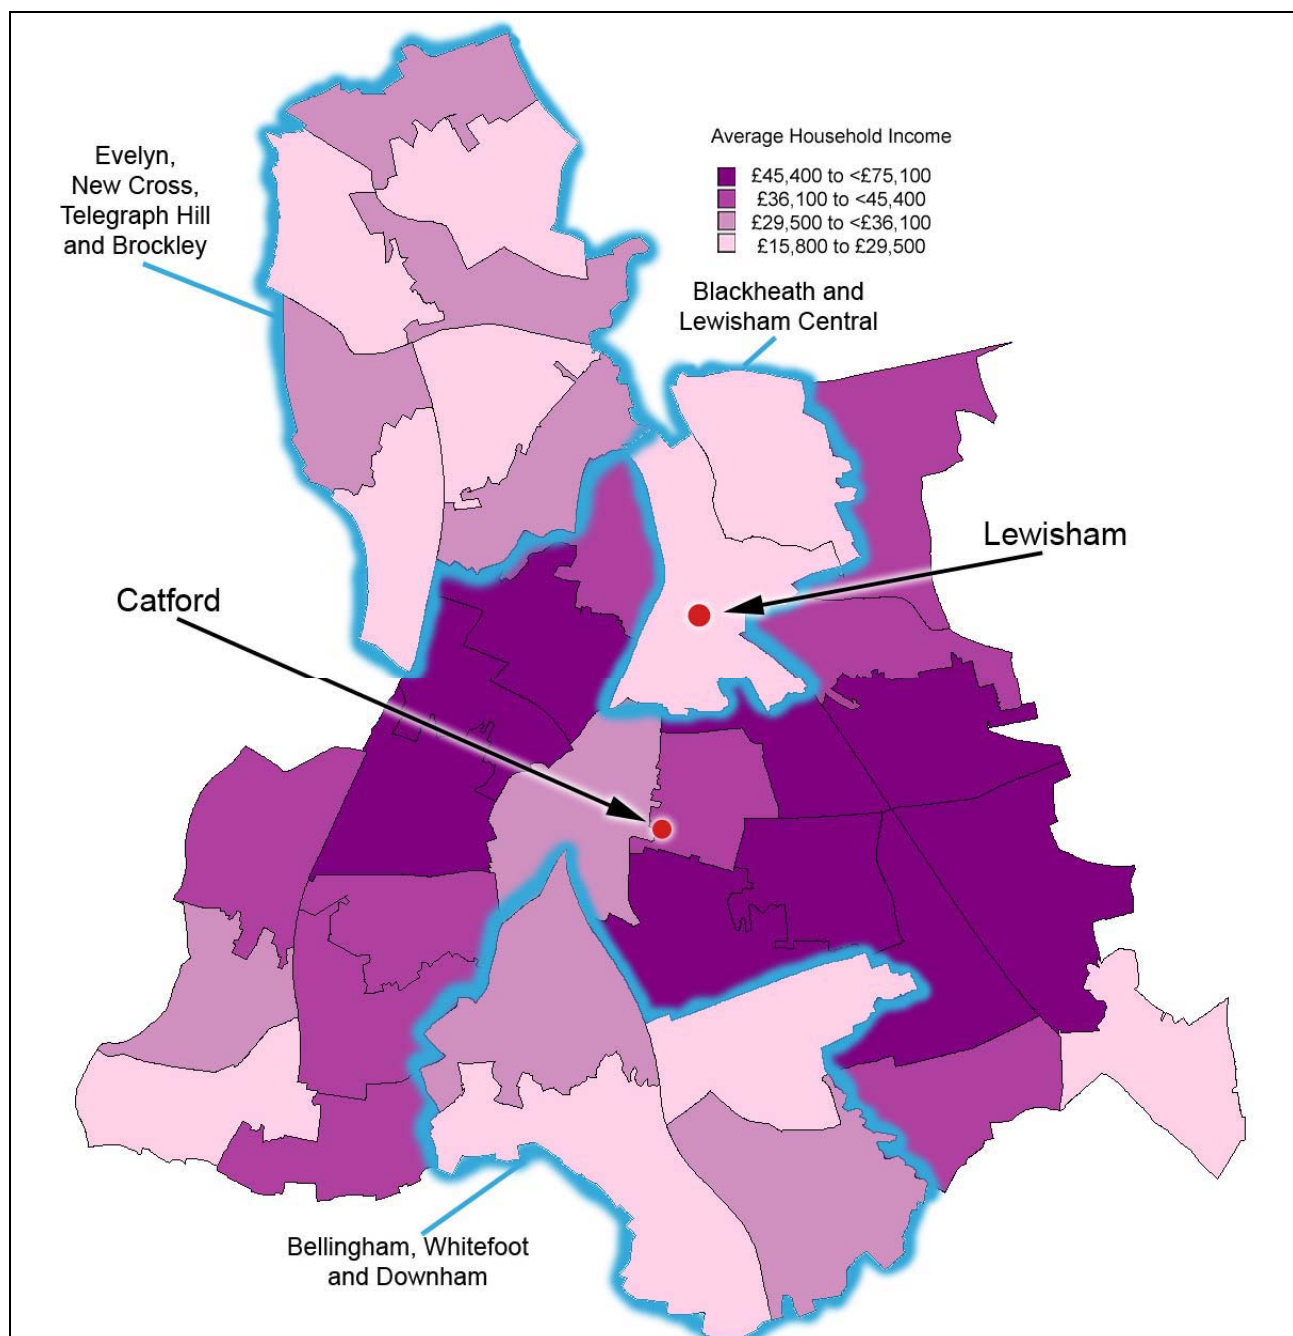 Average Household Income
£45,400 to <£75,100
£36,100 to <45,400
£29,500 to <£36,100
£15,800 to £29,500
Evelyn,
New Cross,
Telegraph Hill
and Brockley
Blackheath and
Lewisham Central
Lewisham
Catford
Bellingham, Whitefoot
and Downham